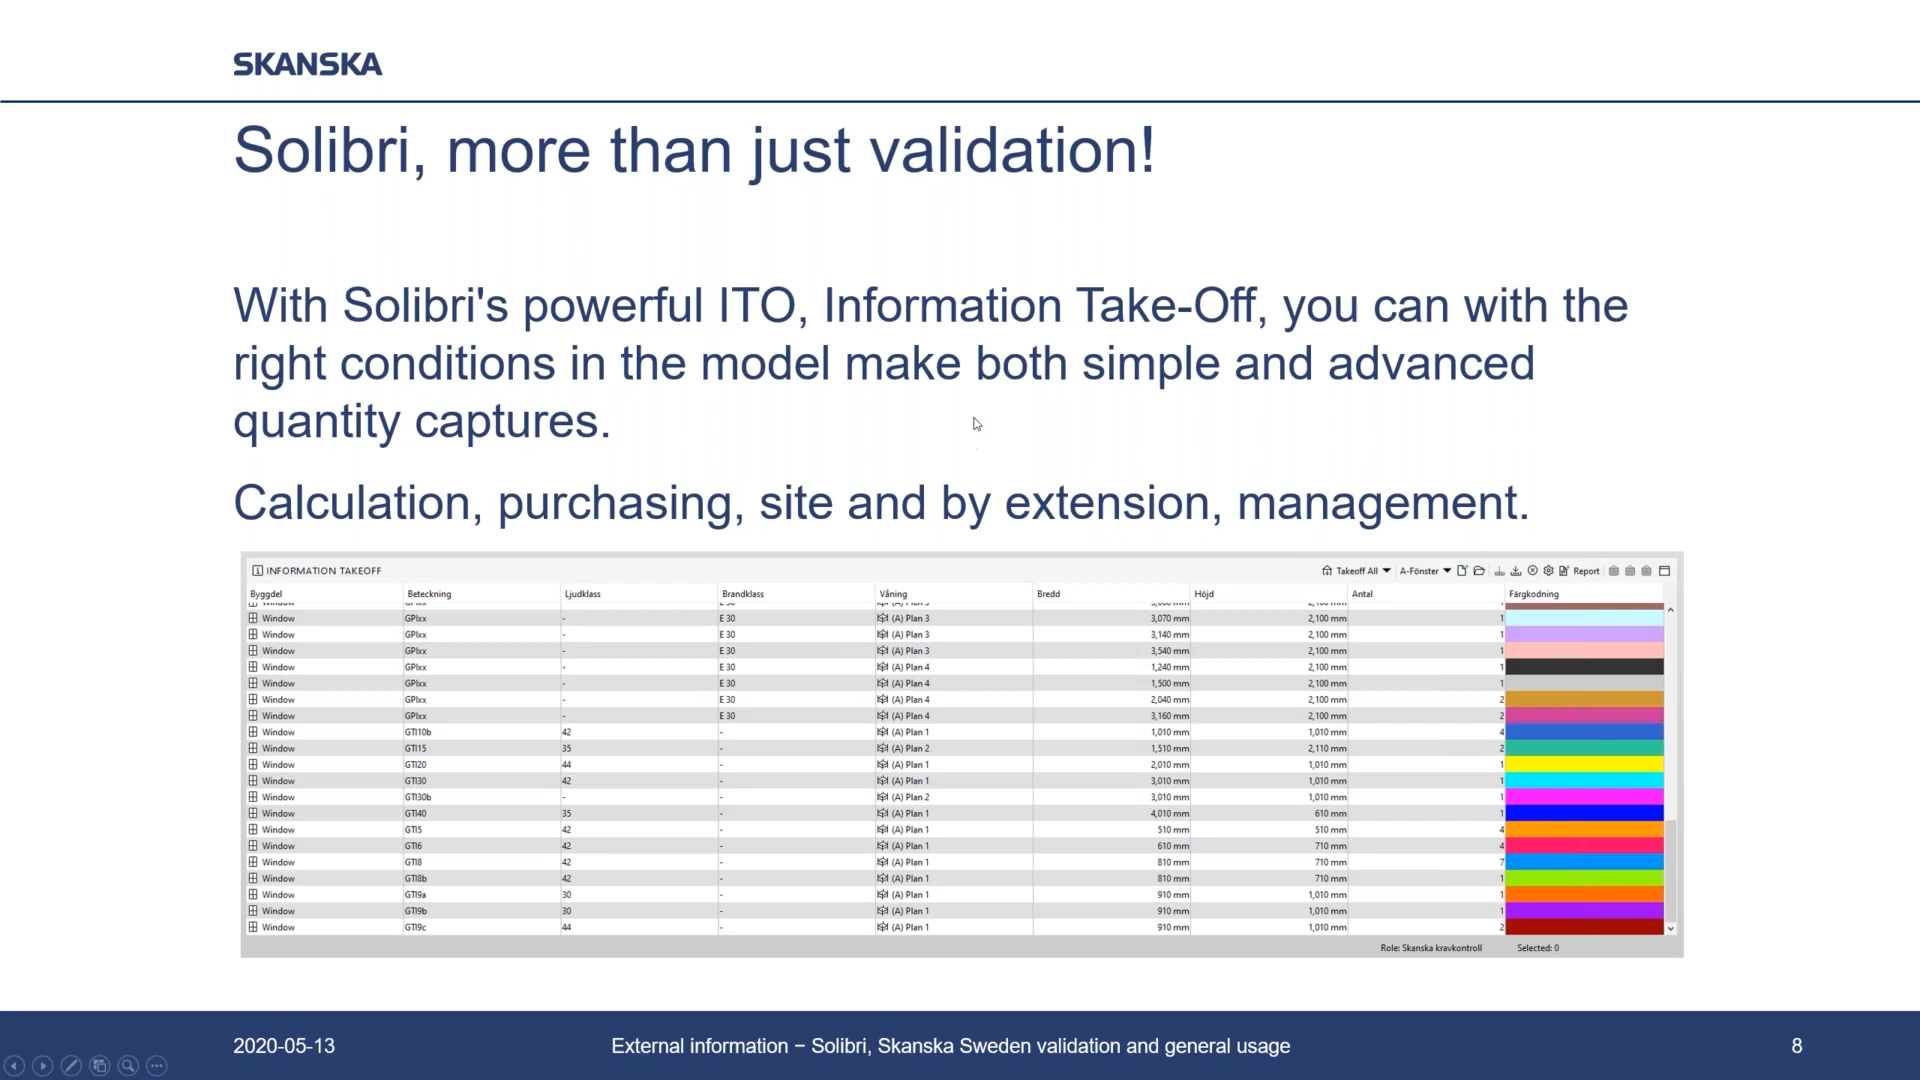 SKANSKA
Solibri, more than just validation!
With Solibri's powerful ITO, Information Take-Off, you can with the
right conditions in the model make both simple and advanced
quantity captures.
Calculation, purchasing, site and by extension, management.
INFORMATION TAKEOFF Takeoff All A-Fönster Report
Byggdel Beteckning Ljudklass Brandklass Våning Bredd Höjd Antal Färgkodning
Window GPIxx - E 30 (A) Plan 3 3,070 mm 2,100 mm 1
Window GPIxx - E 30 (A) Plan 3 3,140 mm 2,100 mm 1
Window GPIxx - E 30 (A) Plan 3 3,540 mm 2,100 mm 1
Window GPIxx - E 30 (A) Plan 4 1,240 mm 2,100 mm 1
Window GPIxx - E 30 (A) Plan 4 1,500 mm 2,100 mm 1
Window GPIxx - E 30 (A) Plan 4 2,040 mm 2,100 mm 2
Window GPIxx - E 30 (A) Plan 4 3,160 mm 2,100 mm 2
Window GTI10b 42 - (A) Plan 1 1,010 mm 1,010 mm 4
Window GTI15 35 - (A) Plan 2 1,510 mm 2,110 mm 2
Window GTI20 44 - (A) Plan 1 2,010 mm 1,010 mm 1
Window GTI30 42 - (A) Plan 1 3,010 mm 1,010 mm 1
Window GTI30b - - (A) Plan 2 3,010 mm 1,010 mm 1
Window GTI40 35 - (A) Plan 1 4,010 mm 610 mm 1
Window GTI5 42 - (A) Plan 1 510 mm 510 mm 4
Window GTI6 42 - (A) Plan 1 610 mm 710 mm 4
Window GTI8 42 - (A) Plan 1 810 mm 710 mm 7
Window GTI8b 42 - (A) Plan 1 810 mm 710 mm 1
Window GTI9a 30 - (A) Plan 1 910 mm 1,010 mm 1
Window GTI9b 30 - (A) Plan 1 910 mm 1,010 mm 1
Window GTI9c 44 - (A) Plan 1 910 mm 1,010 mm 2
Role: Skanska kravkontroll Selected: 0
2020-05-13 External information – Solibri, Skanska Sweden validation and general usage 8